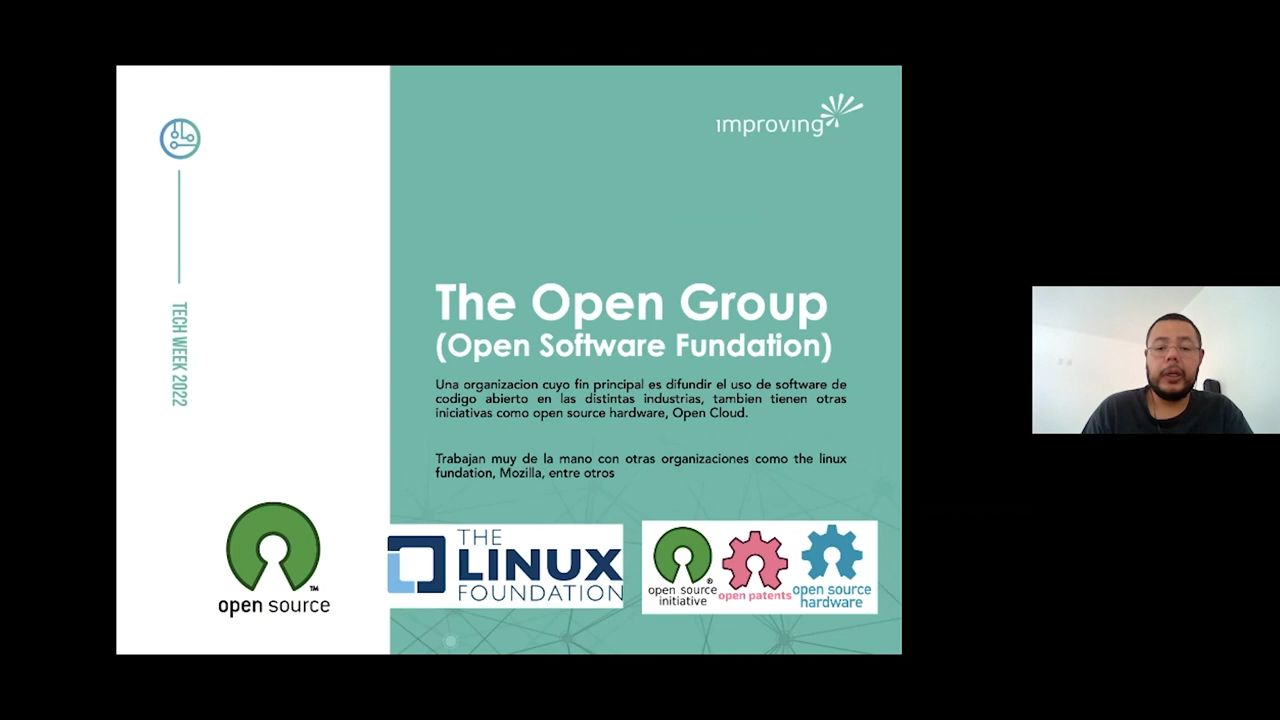 improving
TECH WEEK 2022
The Open Group
(Open Software Fundation)
Una organizacion cuyo fin principal es difundir el uso de software de
codigo abierto en las distintas industrias, tambien tienen otras
iniciativas como open source hardware, Open Cloud.
Trabajan muy de la mano con otras organizaciones como the linux
fundation, Mozilla, entre otros
open source
TM
THE
LINUX
FOUNDATION
open source
initiative
®
open patents
open source
hardware